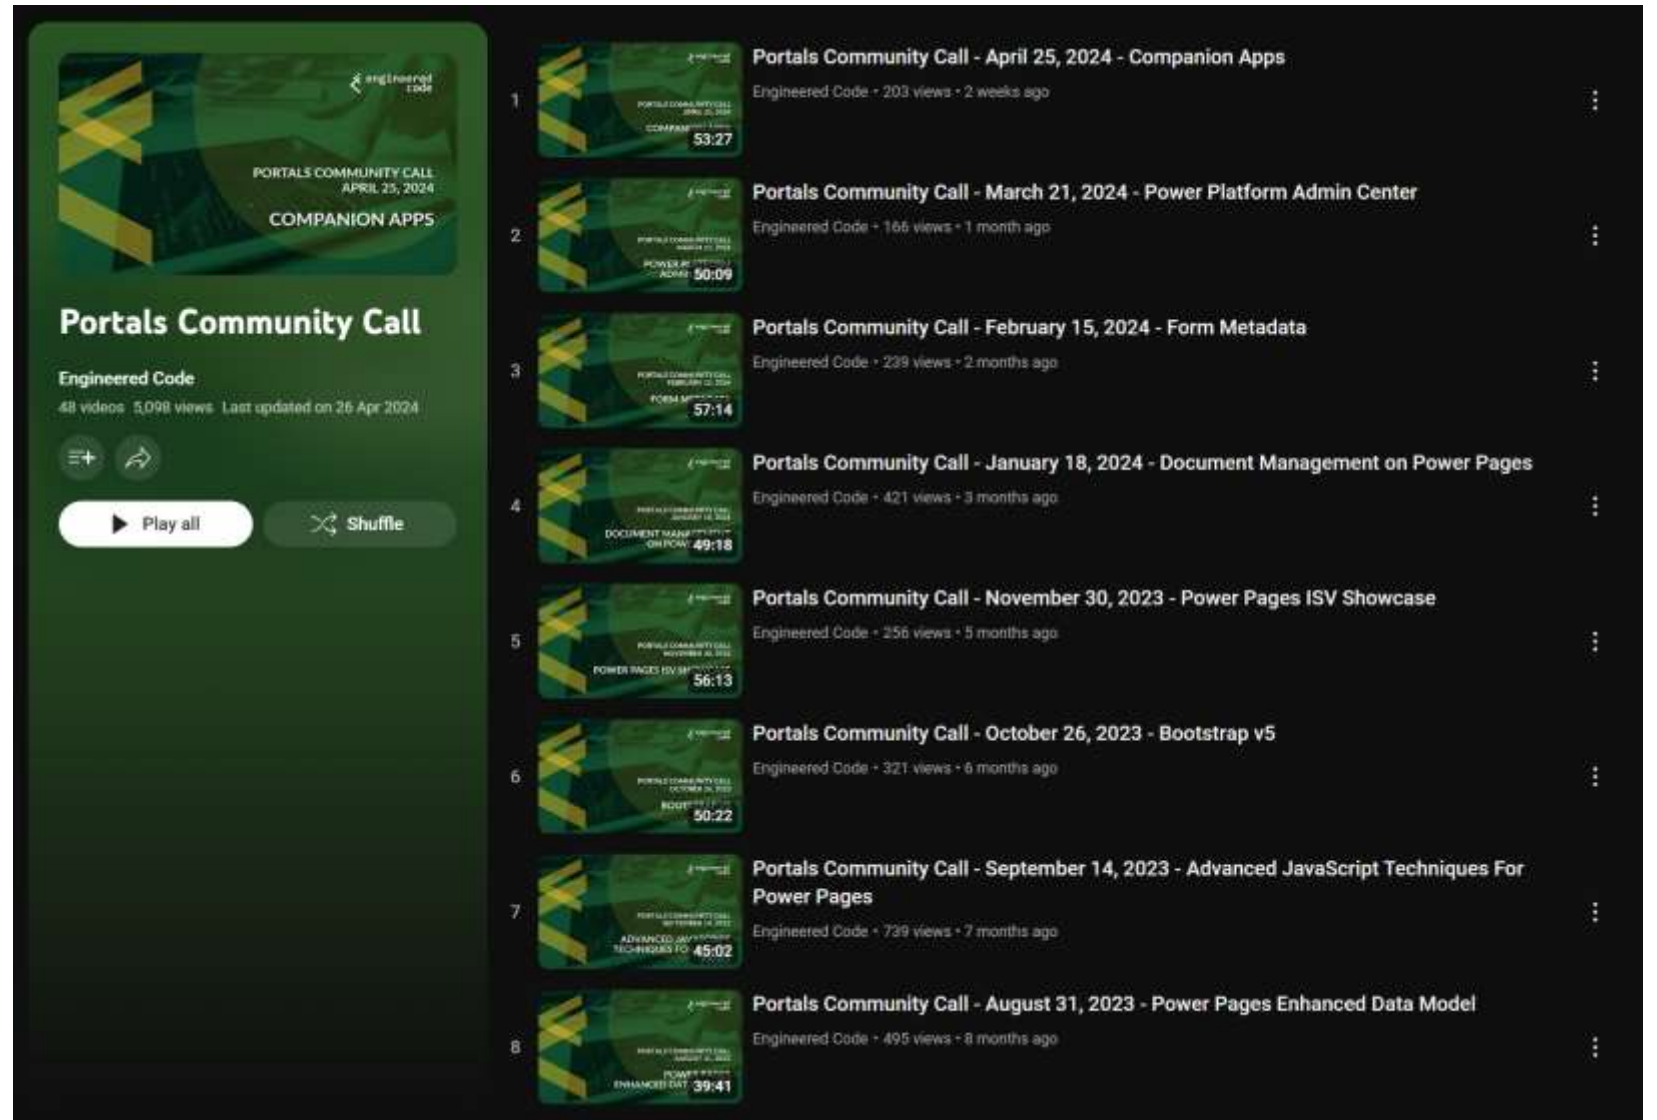 engineered
code
PORTALS COMMUNITY CALL
APRIL 25, 2024
COMPANION APPS
Portals Community Call
Engineered Code
48 videos 5,098 views Last updated on 26 Apr 2024
Play all
Shuffle
1
53:27
Portals Community Call - April 25, 2024 - Companion Apps
Engineered Code • 203 views • 2 weeks ago
2
50:09
Portals Community Call - March 21, 2024 - Power Platform Admin Center
Engineered Code • 166 views • 1 month ago
3
57:14
Portals Community Call - February 15, 2024 - Form Metadata
Engineered Code • 239 views • 2 months ago
4
DOCUMENT
49:18
Portals Community Call - January 18, 2024 - Document Management on Power Pages
Engineered Code • 421 views • 3 months ago
5
POWER PAGES ISV
56:13
Portals Community Call - November 30, 2023 - Power Pages ISV Showcase
Engineered Code • 256 views • 5 months ago
6
50:22
Portals Community Call - October 26, 2023 - Bootstrap v5
Engineered Code • 321 views • 6 months ago
7
ADVANCED
45:02
Portals Community Call - September 14, 2023 - Advanced JavaScript Techniques For
Power Pages
Engineered Code • 739 views • 7 months ago
8
39:41
Portals Community Call - August 31, 2023 - Power Pages Enhanced Data Model
Engineered Code • 495 views • 8 months ago